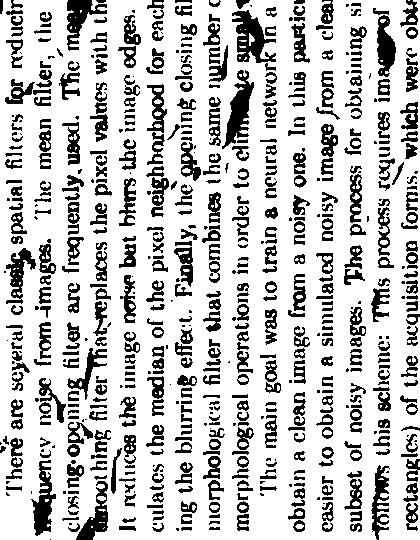 There are several classic spatial filters for reducin
frequency noise from images. The mean filter, the
closing opening filter are frequently used. The mea
smoothing filter that replaces the pixel values with the
It reduces the image noise but blurs the image edges.
culates the median of the pixel neighborhood for each
ing the blurring effect. Finally, the opening closing fil
morphological filter that combines the same number o
morphological operations in order to eliminate small
The main goal was to train a neural network in a
obtain a clean image from a noisy one. In this particu
easier to obtain a simulated noisy image from a clean
subset of noisy images. The process for obtaining si
follows this scheme: This process requires images of
rectangles) of the acquisition forms, which were obt